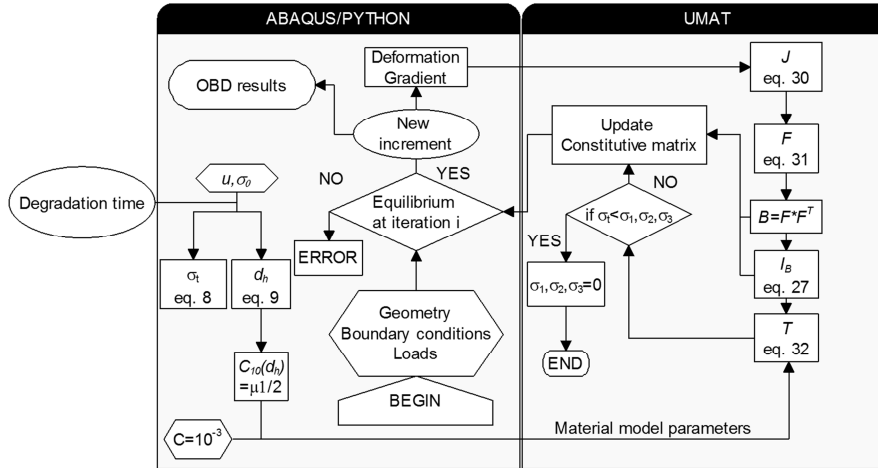 ABAQUS/PYTHON
UMAT
OBD results
Deformation
Gradient
New
increment
NO
YES
Equilibrium
at iteration i
ERROR
Geometry
Boundary conditions
Loads
BEGIN
Degradation time
u,σ₀
σt
eq. 8
dh
eq. 9
C₁₀(dh)
=μ1/2
C=10⁻³
Material model parameters
J
eq. 30
F
eq. 31
B=F*Fᵀ
I_B
eq. 27
T
eq. 32
Update
Constitutive matrix
NO
if σt<σ₁,σ₂,σ₃
YES
σ₁,σ₂,σ₃=0
END